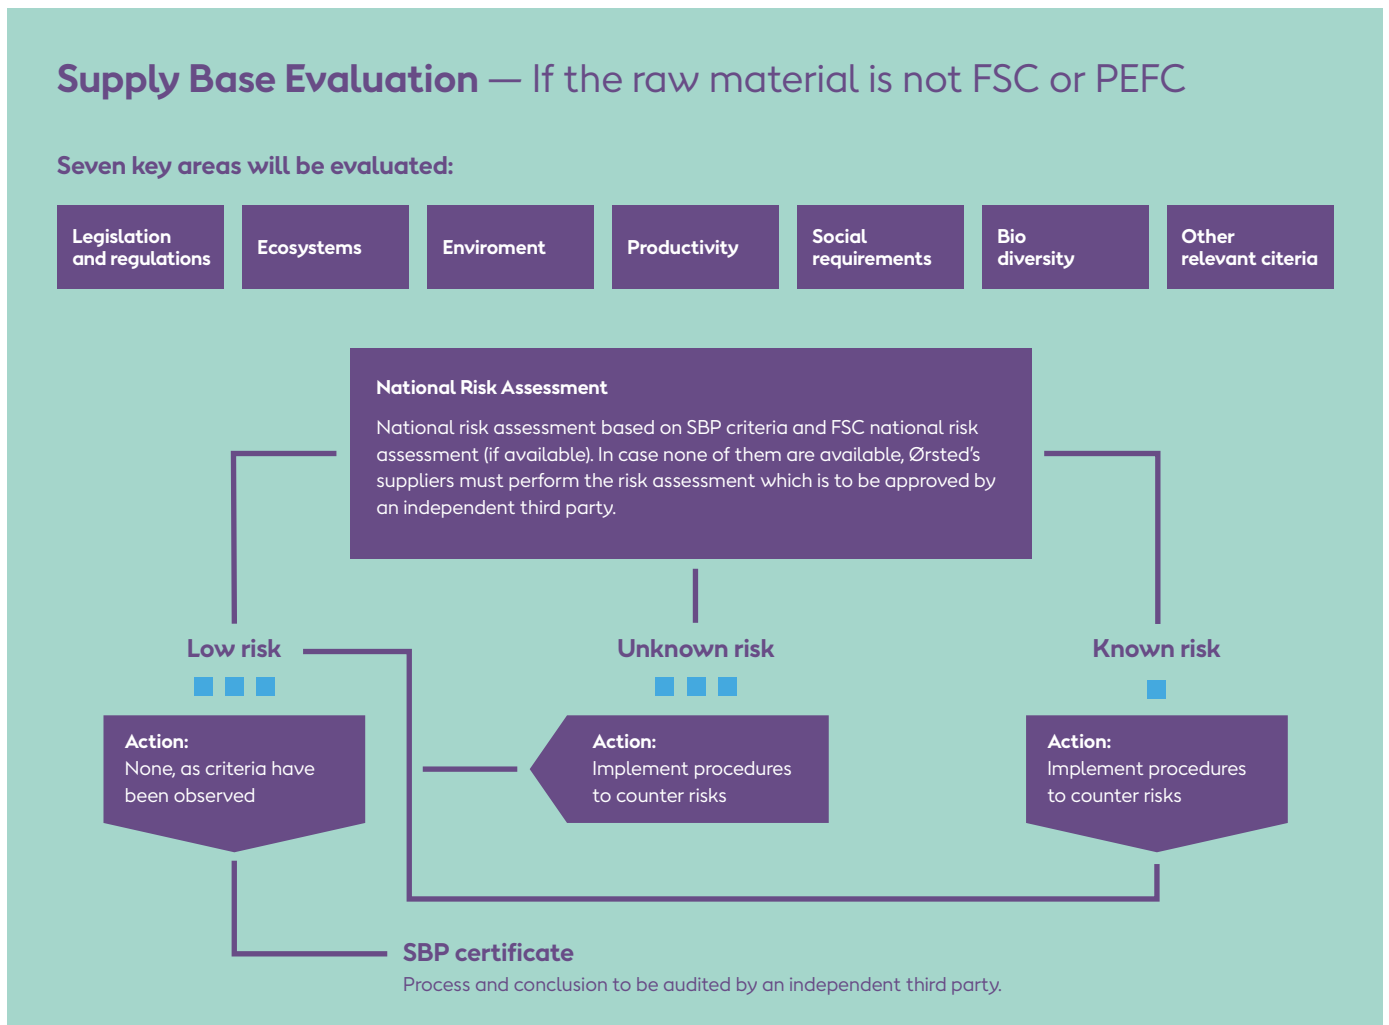 Supply Base Evaluation — If the raw material is not FSC or PEFC
Seven key areas will be evaluated:
Legislation
and regulations
Ecosystems
Enviroment
Productivity
Social
requirements
Bio
diversity
Other
relevant citeria
National Risk Assessment
National risk assessment based on SBP criteria and FSC national risk
assessment (if available). In case none of them are available, Ørsted's
suppliers must perform the risk assessment which is to be approved by
an independent third party.
Low risk
Unknown risk
Known risk
Action:
None, as criteria have
been observed
Action:
Implement procedures
to counter risks
Action:
Implement procedures
to counter risks
SBP certificate
Process and conclusion to be audited by an independent third party.